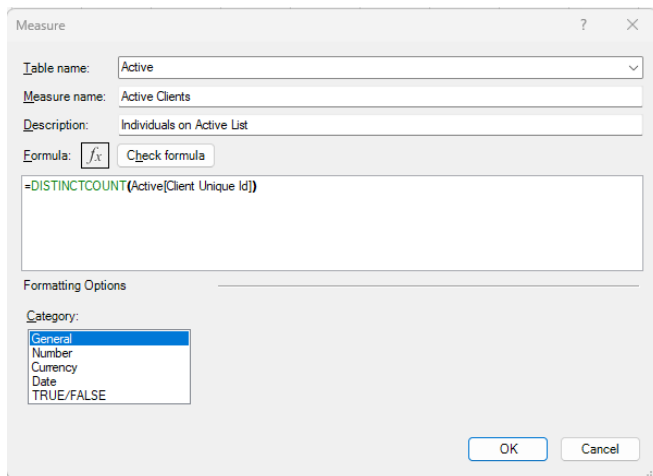 Measure ? ×
Table name: Active
Measure name: Active Clients
Description: Individuals on Active List
Formula: fx Check formula
=DISTINCTCOUNT(Active[Client Unique Id])
Formatting Options
Category:
General
Number
Currency
Date
TRUE/FALSE
OK Cancel